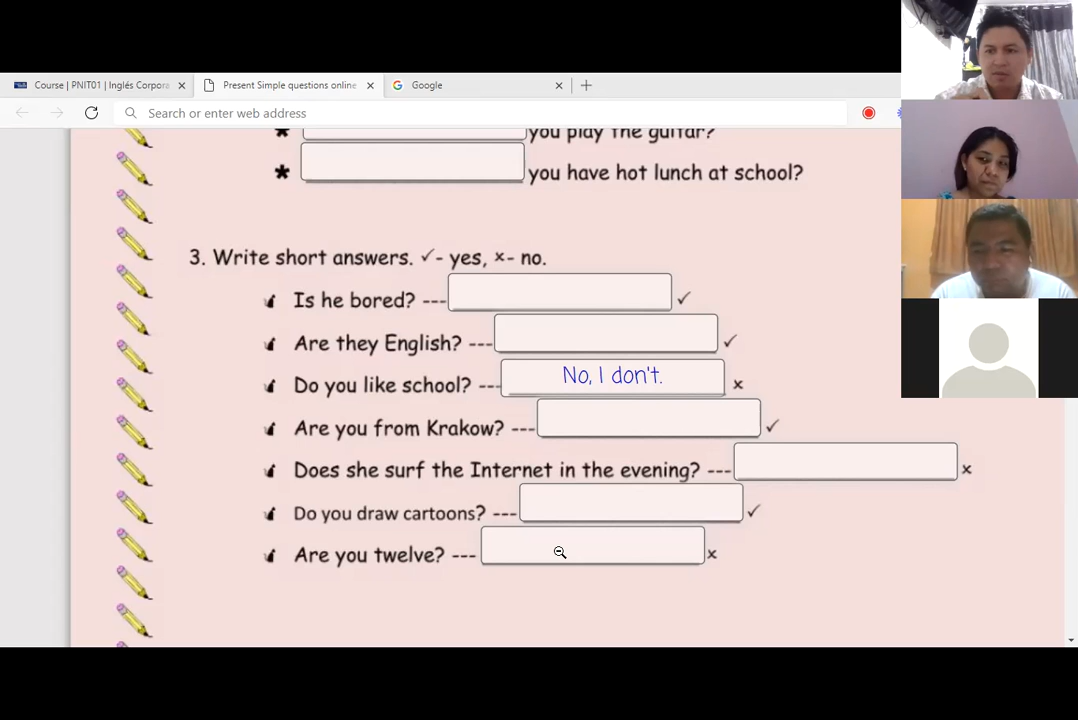 Course | PNIT01 | Inglés Corpora
Present Simple questions online
Google
Search or enter web address
* you play the guitar?
* you have hot lunch at school?
3. Write short answers. ✓- yes, ×- no.
Is he bored? --- ✓
Are they English? --- ✓
Do you like school? --- No, I don't. ×
Are you from Krakow? --- ✓
Does she surf the Internet in the evening? --- ×
Do you draw cartoons? --- ✓
Are you twelve? --- ×